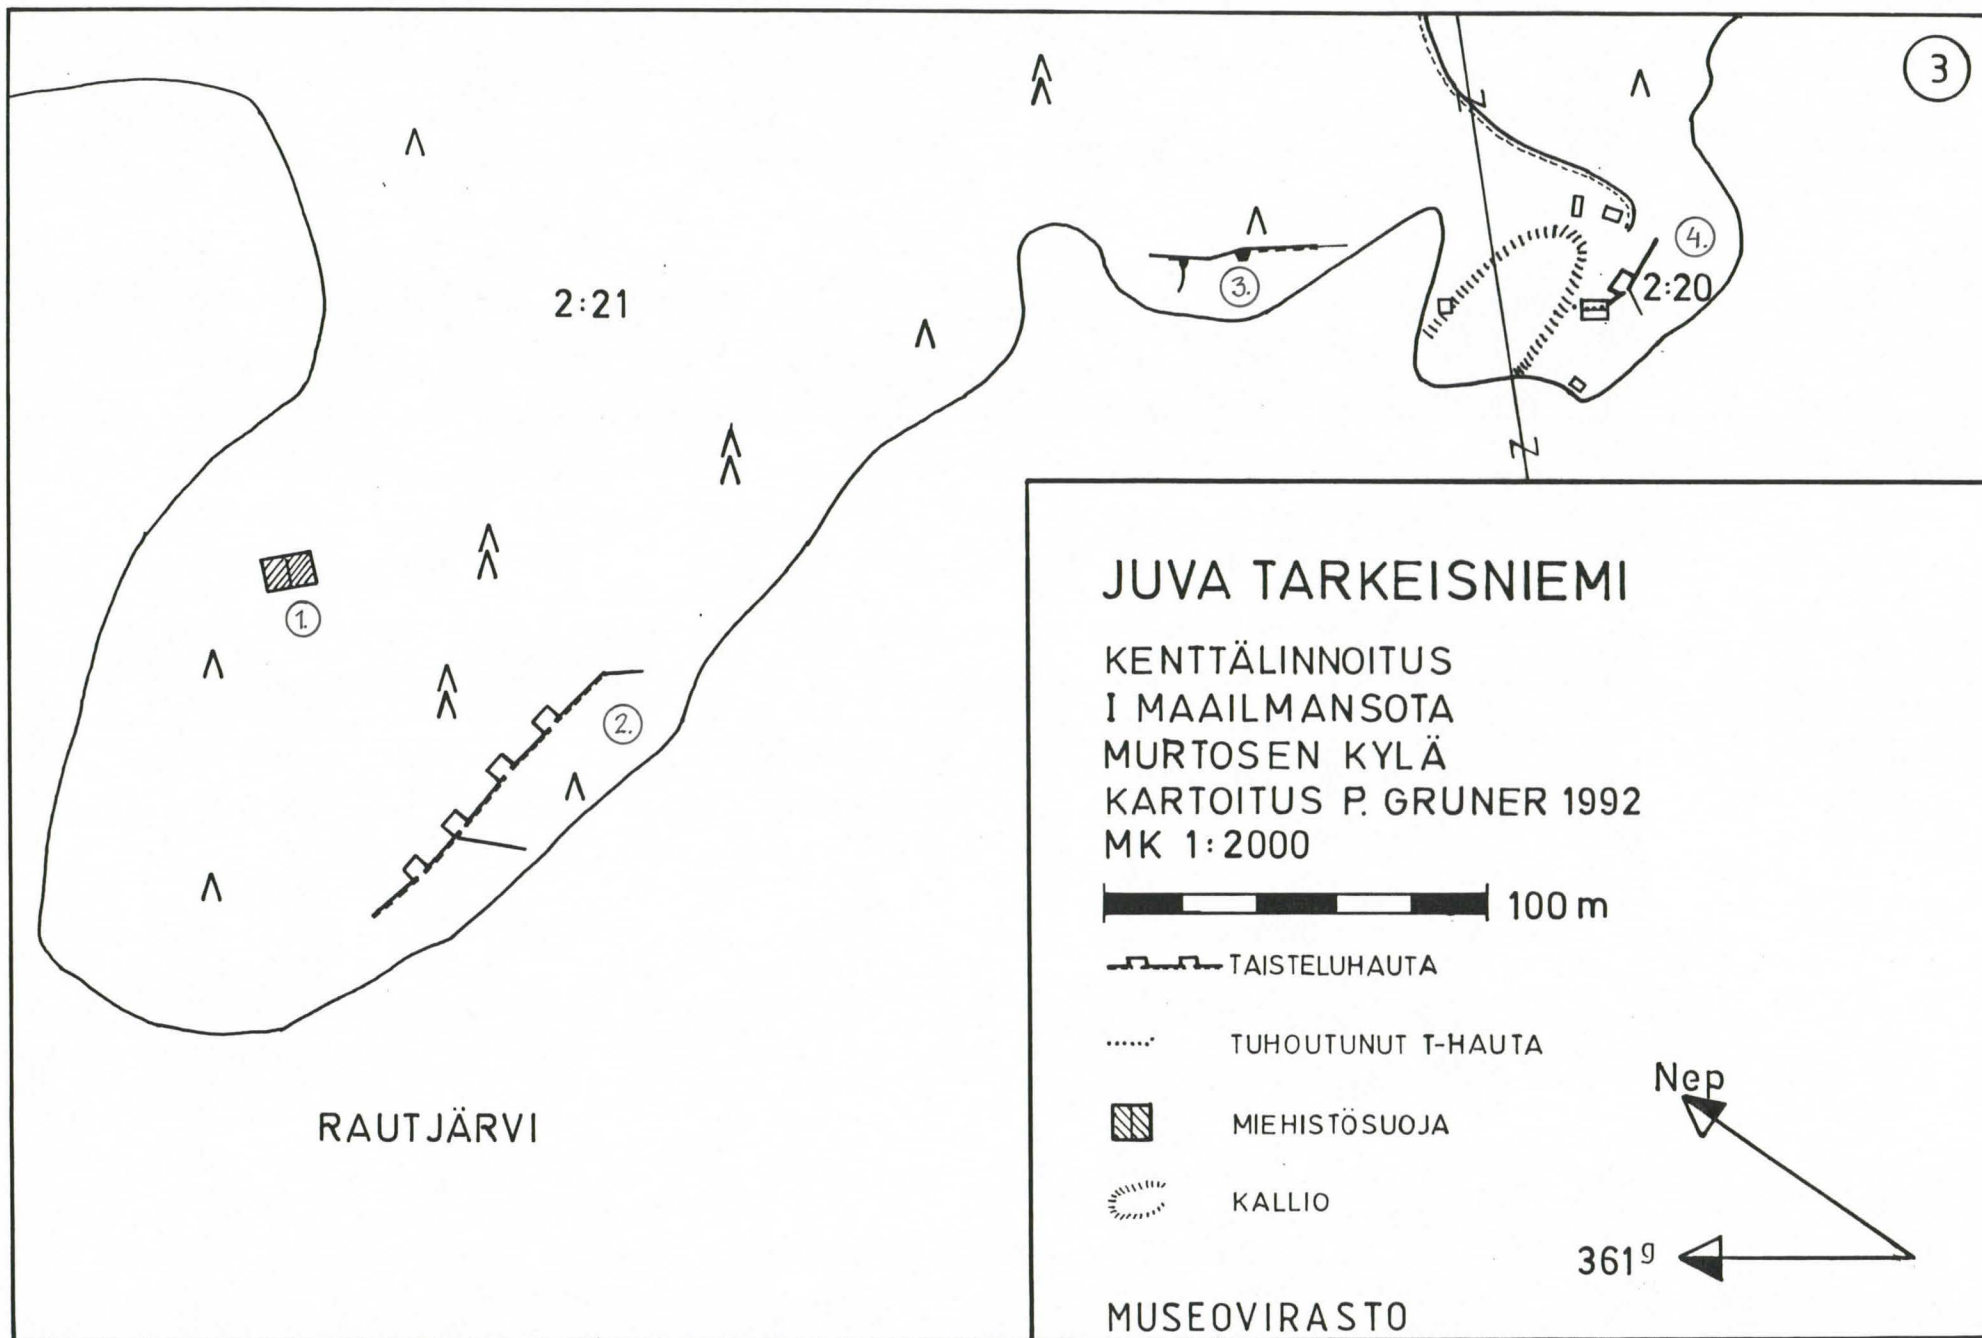 3
4.
2:20
3.
2:21
1.
2.
JUVA TARKEISNIEMI
KENTTÄLINNOITUS
I MAAILMANSOTA
MURTOSEN KYLÄ
KARTOITUS P. GRUNER 1992
MK 1:2000
100 m
TAISTELUHAUTA
TUHOUTUNUT T-HAUTA
MIEHISTÖSUOJA
KALLIO
Nep
361g
MUSEOVIRASTO
RAUTJÄRVI